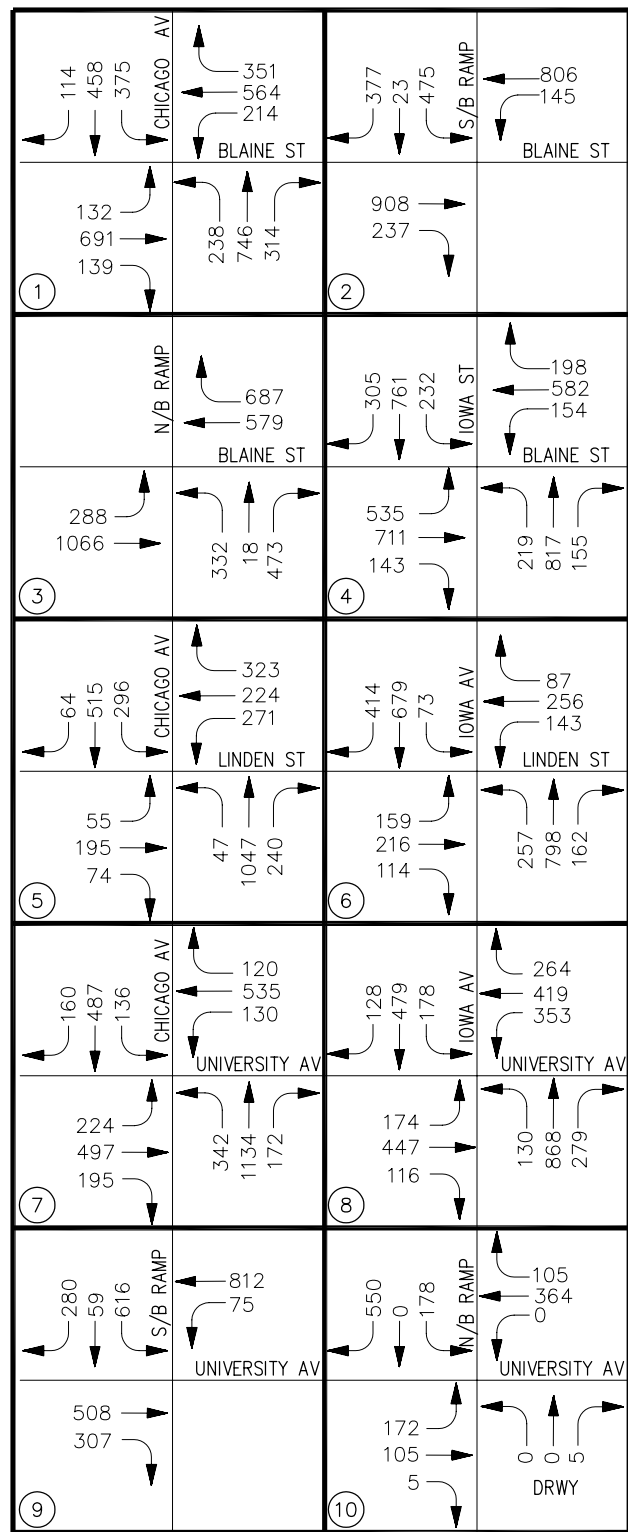 114 458 375
CHICAGO AV
351
564
214
BLAINE ST
132
691
139
238 746 314
1
377 23 475
S/B RAMP
806
145
BLAINE ST
908
237
2
N/B RAMP
687
579
BLAINE ST
288
1066
332 18 473
3
305 761 232
IOWA ST
198
582
154
BLAINE ST
535
711
143
219 817 155
4
64 515 296
CHICAGO AV
323
224
271
LINDEN ST
55
195
74
47 1047 240
5
414 679 73
IOWA AV
87
256
143
LINDEN ST
159
216
114
257 798 162
6
160 487 136
CHICAGO AV
120
535
130
UNIVERSITY AV
224
497
195
342 1134 172
7
128 479 178
IOWA AV
264
419
353
UNIVERSITY AV
174
447
116
130 868 279
8
280 59 616
S/B RAMP
812
75
UNIVERSITY AV
508
307
9
550 0 178
N/B RAMP
105
364
0
UNIVERSITY AV
172
105
5
0 0 5
DRWY
10